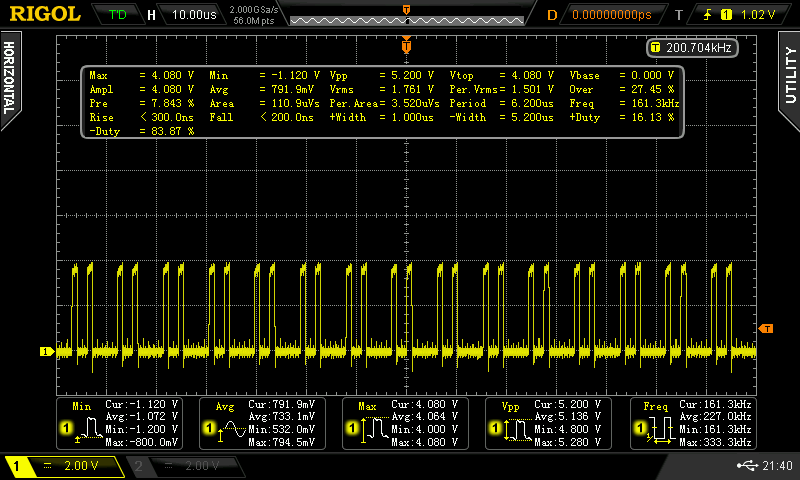 RIGOL T'D H 10.00us 2.000GSa/s 56.0M pts D 0.00000000ps T 1 1.02 V
HORIZONTAL
UTILITY
T 200.704kHz
Max = 4.080 V Min = -1.120 V Vpp = 5.200 V Vtop = 4.080 V Vbase = 0.000 V
Ampl = 4.080 V Avg = 791.9mV Vrms = 1.761 V Per.Vrms= 1.501 V Over = 27.45 %
Pre = 7.843 % Area = 110.9uVs Per.Area= 3.520uVs Period = 6.200us Freq = 161.3kHz
Rise < 300.0ns Fall < 200.0ns +Width = 1.000us -Width = 5.200us +Duty = 16.13 %
-Duty = 83.87 %
T
T
1
Min Cur:-1.120 V Avg Cur:791.9mV Max Cur:4.080 V Vpp Cur:5.200 V Freq Cur:161.3kHz
Avg:-1.072 V Avg:733.1mV Avg:4.064 V Avg:5.136 V Avg:227.0kHz
1 Min:-1.200 V 1 Min:532.0mV 1 Min:4.000 V 1 Min:4.800 V 1 Min:161.3kHz
Max:-800.0mV Max:794.5mV Max:4.080 V Max:5.280 V Max:333.3kHz
1 2.00 V 2 2.00 V 21:40